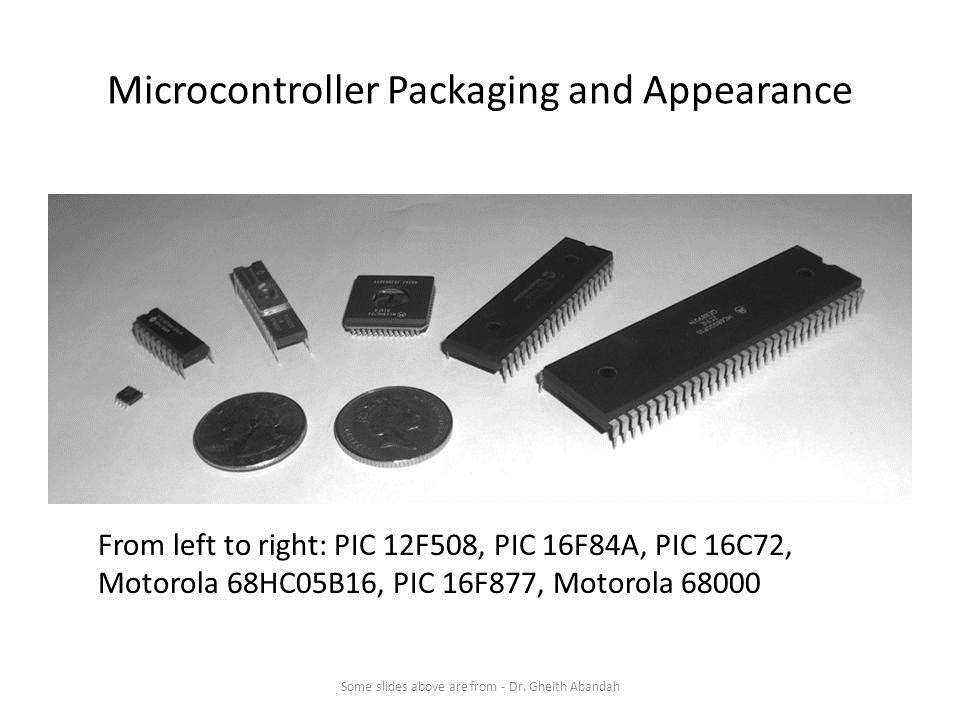 Microcontroller Packaging and Appearance
From left to right: PIC 12F508, PIC 16F84A, PIC 16C72,
Motorola 68HC05B16, PIC 16F877, Motorola 68000
Some slides above are from - Dr. Gheith Abandah